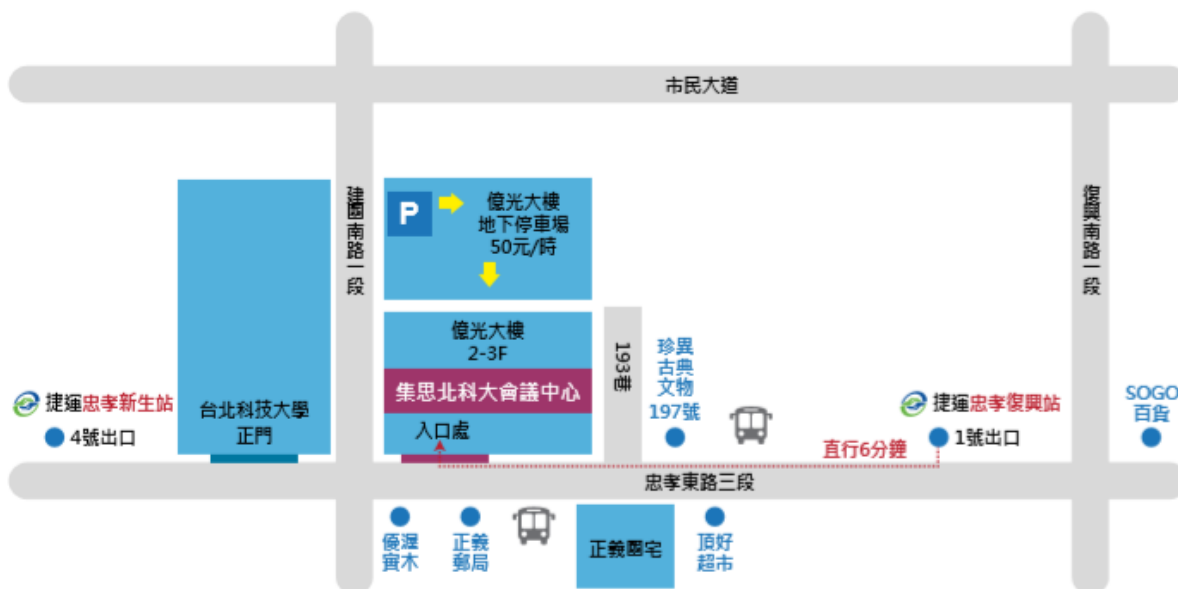 市民大道
建國南路一段
復興南路一段
P
億光大樓
地下停車場
50元/時
億光大樓
2-3F
集思北科大會議中心
入口處
193巷
珍異
古典
文物
197號
捷運忠孝新生站
4號出口
台北科技大學
正門
捷運忠孝復興站
1號出口
直行6分鐘
SOGO
百貨
忠孝東路三段
優渥
實木
正義
郵局
正義國宅
頂好
超市